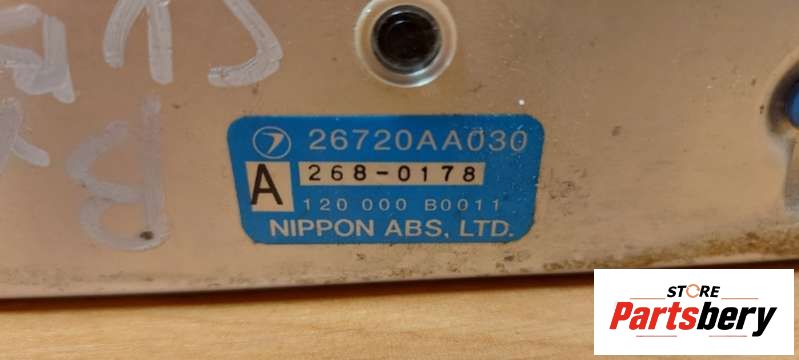 26720AA030
A
268-0178
120 000 B0011
NIPPON ABS, LTD.
B
STORE
Partsbery